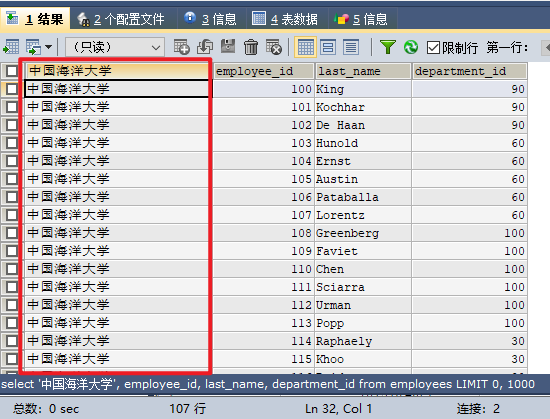 1 结果 2 个配置文件 3 信息 4 表数据 5 信息
（只读） 限制行 第一行：
中国海洋大学 employee_id last_name department_id
中国海洋大学 100 King 90
中国海洋大学 101 Kochhar 90
中国海洋大学 102 De Haan 90
中国海洋大学 103 Hunold 60
中国海洋大学 104 Ernst 60
中国海洋大学 105 Austin 60
中国海洋大学 106 Pataballa 60
中国海洋大学 107 Lorentz 60
中国海洋大学 108 Greenberg 100
中国海洋大学 109 Faviet 100
中国海洋大学 110 Chen 100
中国海洋大学 111 Sciarra 100
中国海洋大学 112 Urman 100
中国海洋大学 113 Popp 100
中国海洋大学 114 Raphaely 30
中国海洋大学 115 Khoo 30
select '中国海洋大学', employee_id, last_name, department_id from employees LIMIT 0, 1000
总数: 0 sec 107 行 Ln 32, Col 1 连接: 2